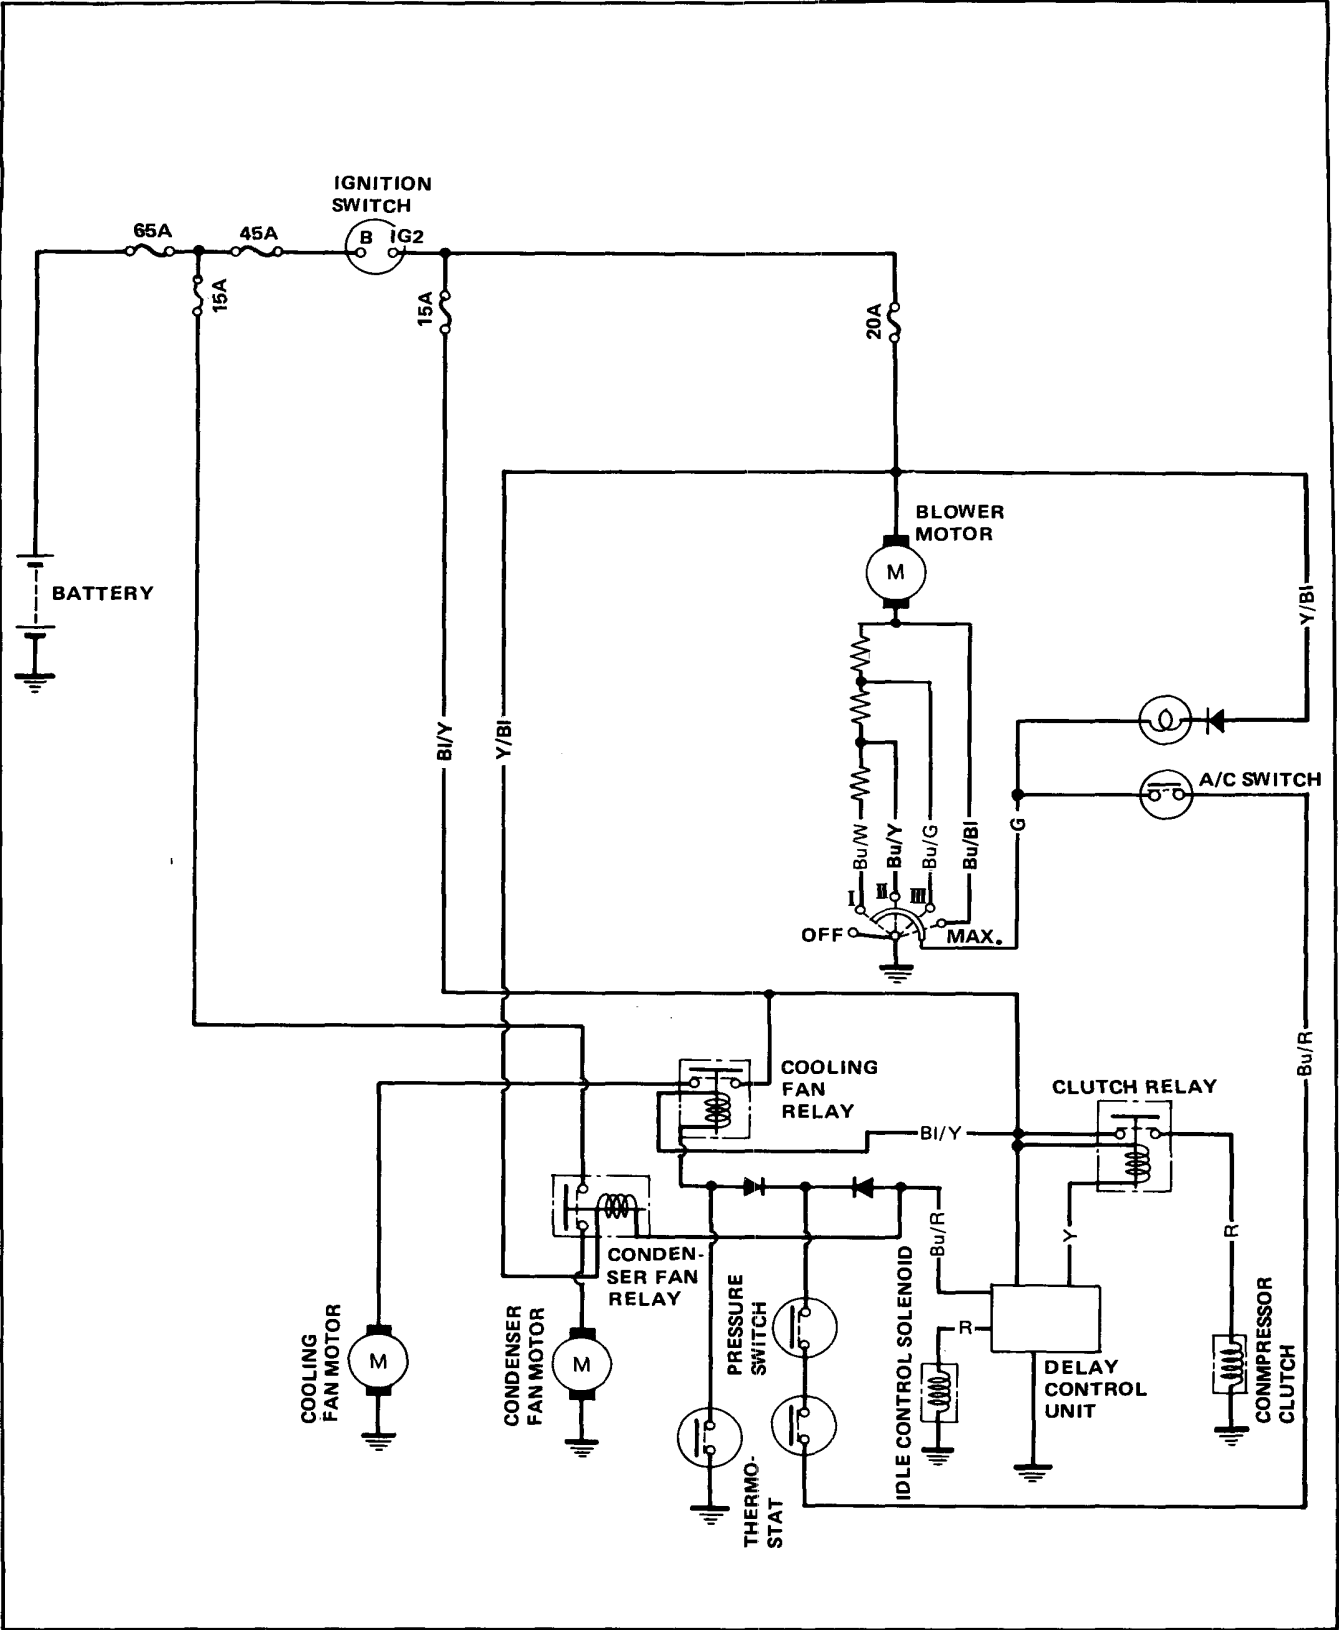 IGNITION
SWITCH
65A
45A
B
IG2
15A
15A
20A
BLOWER
MOTOR
M
BATTERY
Y/Bl
Bl/Y
Y/Bl
A/C SWITCH
Bu/W
Bu/Y
Bu/G
Bu/Bl
G
I
II
III
OFF
MAX.
Bu/R
COOLING
FAN
RELAY
CLUTCH RELAY
Bl/Y
Bu/R
Y
R
CONDEN-
SER FAN
RELAY
PRESSURE
SWITCH
IDLE CONTROL SOLENOID
R
COOLING
FAN MOTOR
M
CONDENSER
FAN MOTOR
M
DELAY
CONTROL
UNIT
CONMPRESSOR
CLUTCH
THERMO-
STAT